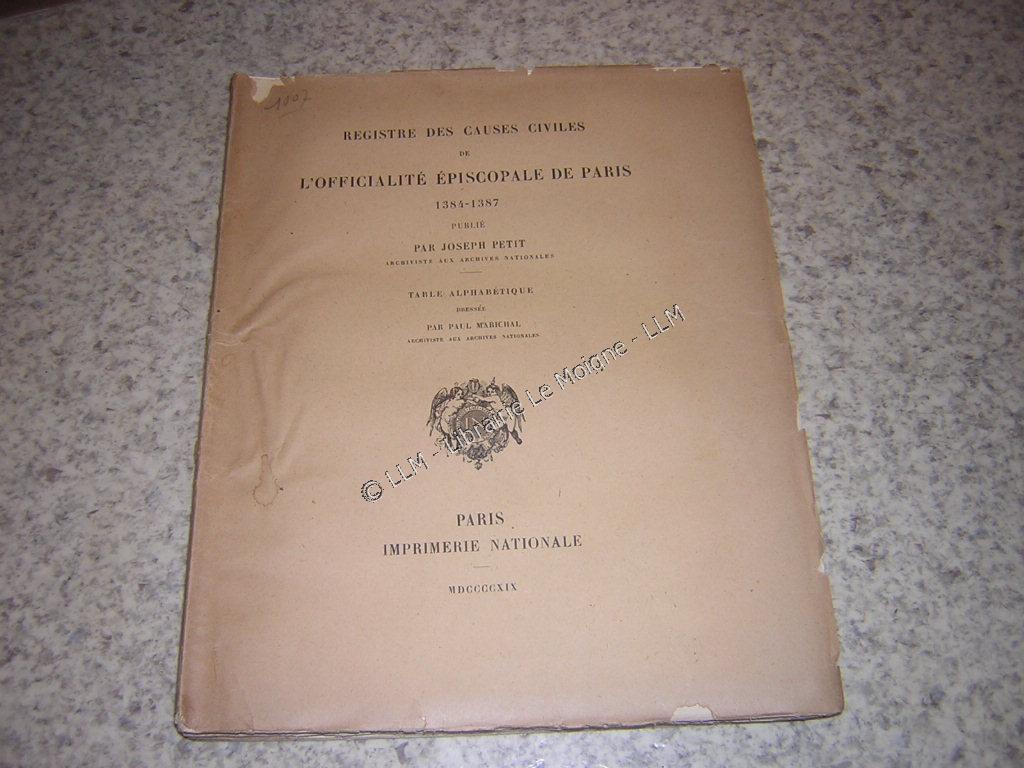 1007
REGISTRE DES CAUSES CIVILES
DE
L'OFFICIALITÉ ÉPISCOPALE DE PARIS
1384-1387
PUBLIÉ
PAR JOSEPH PETIT
ARCHIVISTE AUX ARCHIVES NATIONALES
TABLE ALPHABÉTIQUE
DRESSÉE
PAR PAUL MARICHAL
ARCHIVISTE AUX ARCHIVES NATIONALES
© LLM - Librairie Le Moigne - LLM
PARIS
IMPRIMERIE NATIONALE
MDCCCCXIX